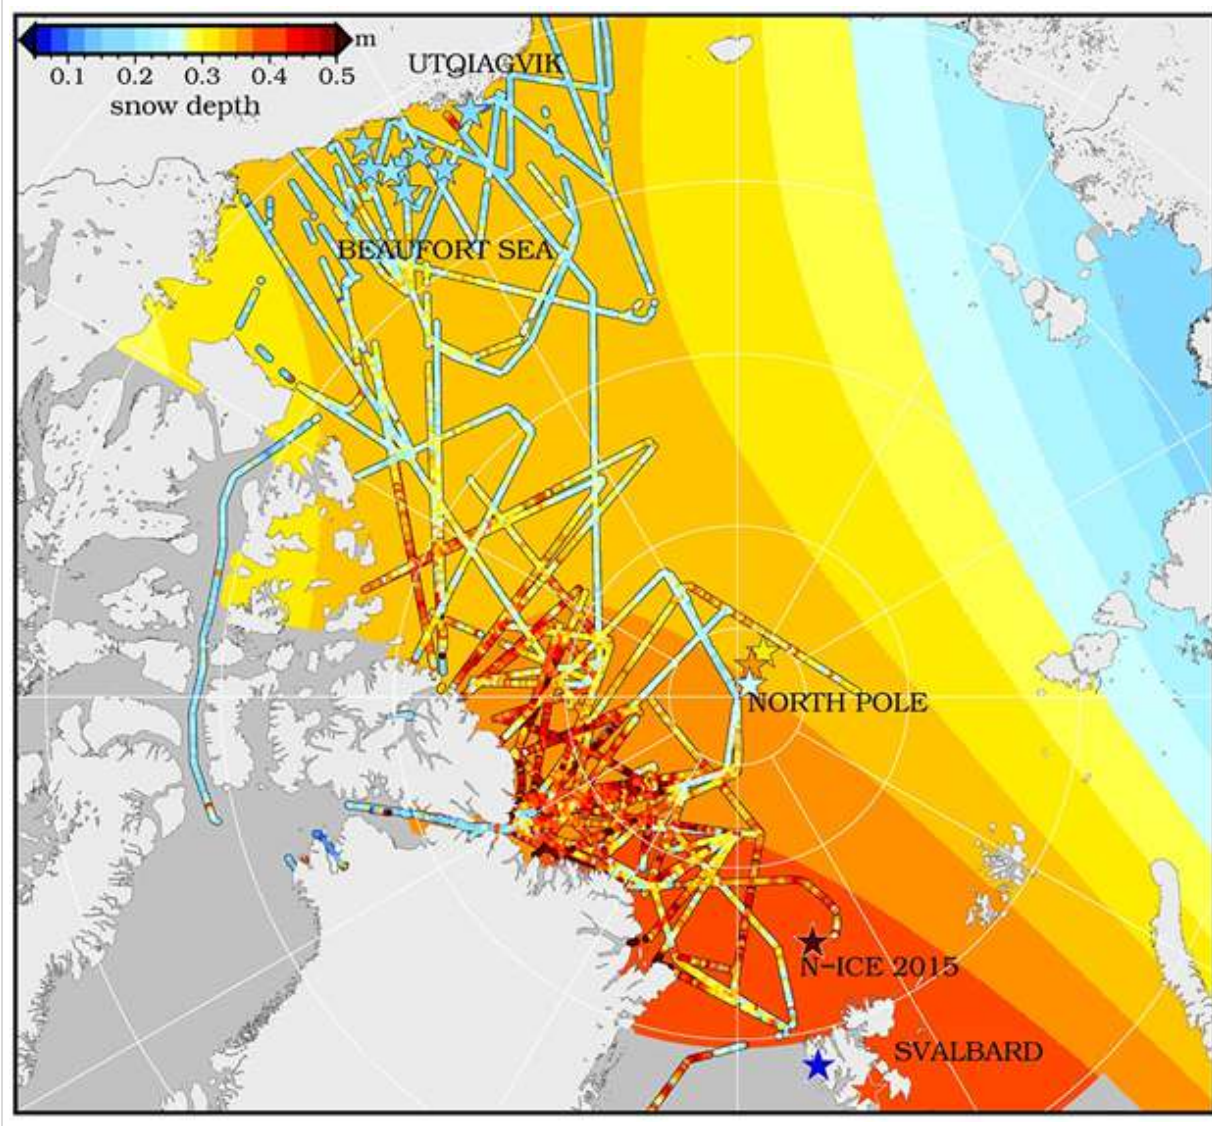 m
0.1 0.2 0.3 0.4 0.5
snow depth
UTQIAGVIK
BEAUFORT SEA
NORTH POLE
N-ICE 2015
SVALBARD